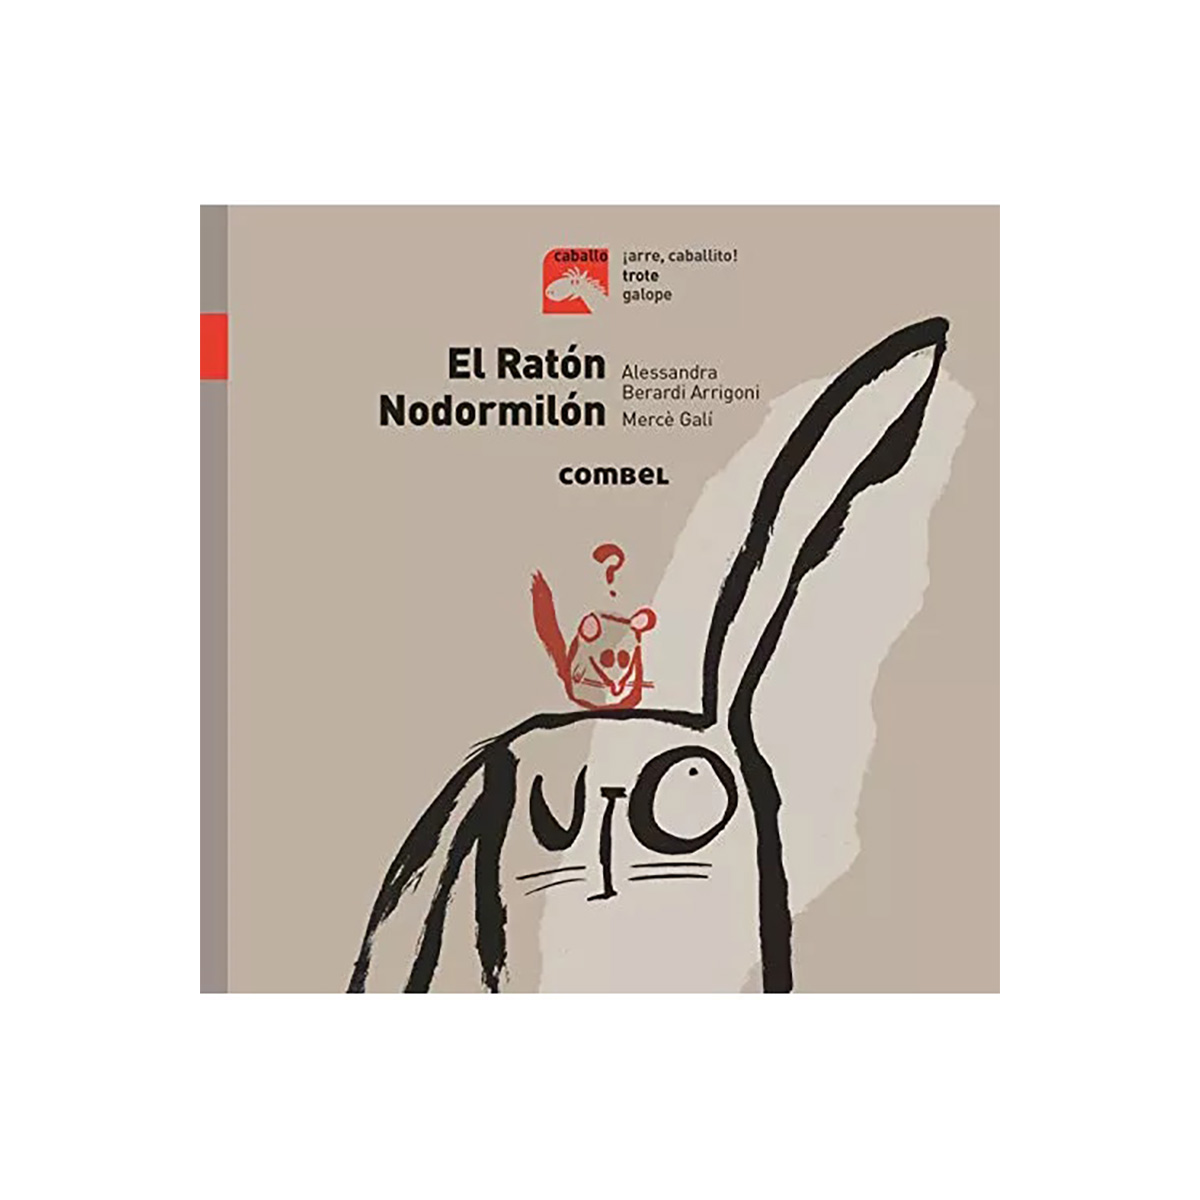 caballo
¡arre, caballito!
trote
galope
El Ratón
Nodormilón
Alessandra
Berardi Arrigoni
Mercè Galí
COMBEL
?